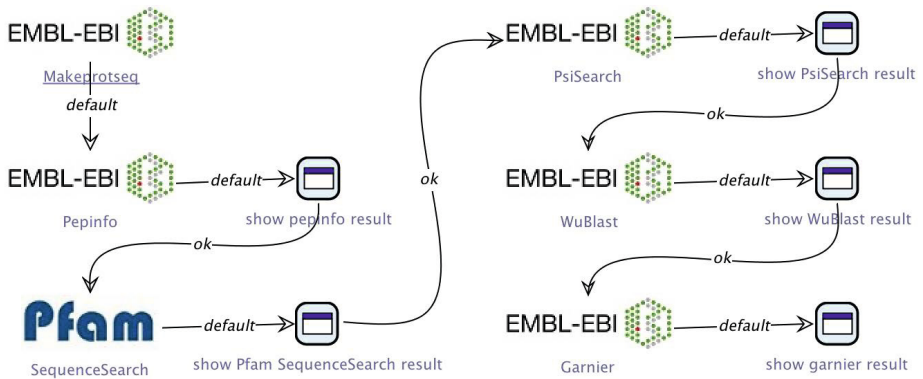 EMBL-EBI
Makeprotseq
default
EMBL-EBI
Pepinfo
default
show pepinfo result
ok
Pfam
SequenceSearch
default
show Pfam SequenceSearch result
ok
EMBL-EBI
PsiSearch
default
show PsiSearch result
ok
EMBL-EBI
WuBlast
default
show WuBlast result
ok
EMBL-EBI
Garnier
default
show garnier result